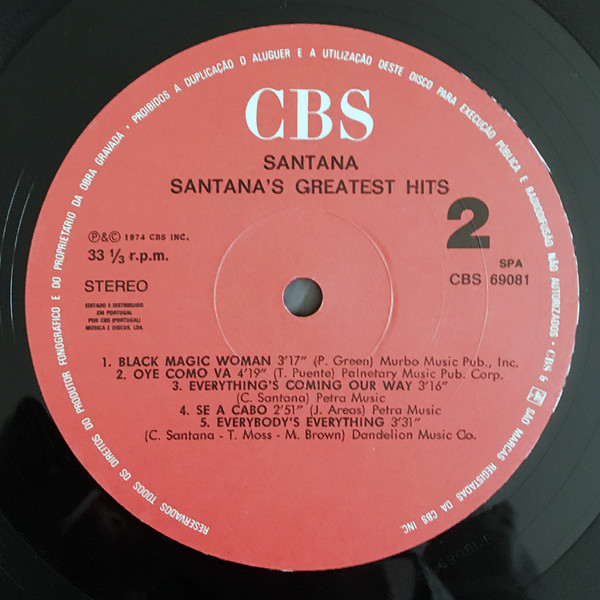 RESERVADOS TODOS OS DIREITOS DO PRODUTOR FONOGRÁFICO E DO PROPRIETÁRIO DA OBRA GRAVADA • PROIBIDOS A DUPLICAÇÃO O ALUGUER E A UTILIZAÇÃO DESTE DISCO PARA EXECUÇÃO PÚBLICA E RADIODIFUSÃO NÃO AUTORIZADOS • CBS & SÃO MARCAS REGISTADAS DA CBS INC.
CBS
SANTANA
SANTANA'S GREATEST HITS
2
Ⓟ&© 1974 CBS INC.
33 ⅓ r.p.m.
SPA
STEREO
CBS 69081
EDITADO E DISTRIBUIDO
EM PORTUGAL
POR CBS (PORTUGAL)
MÚSICA E DISCOS, LDA.
1. BLACK MAGIC WOMAN 3'17" (P. Green) Murbo Music Pub., Inc.
2. OYE COMO VA 4'19" (T. Puente) Palnetary Music Pub. Corp.
3. EVERYTHING'S COMING OUR WAY 3'16"
(C. Santana) Petra Music
4. SE A CABO 2'51" (J. Areas) Petra Music
5. EVERYBODY'S EVERYTHING 3'31"
(C. Santana - T. Moss - M. Brown) Dandelion Music Co.